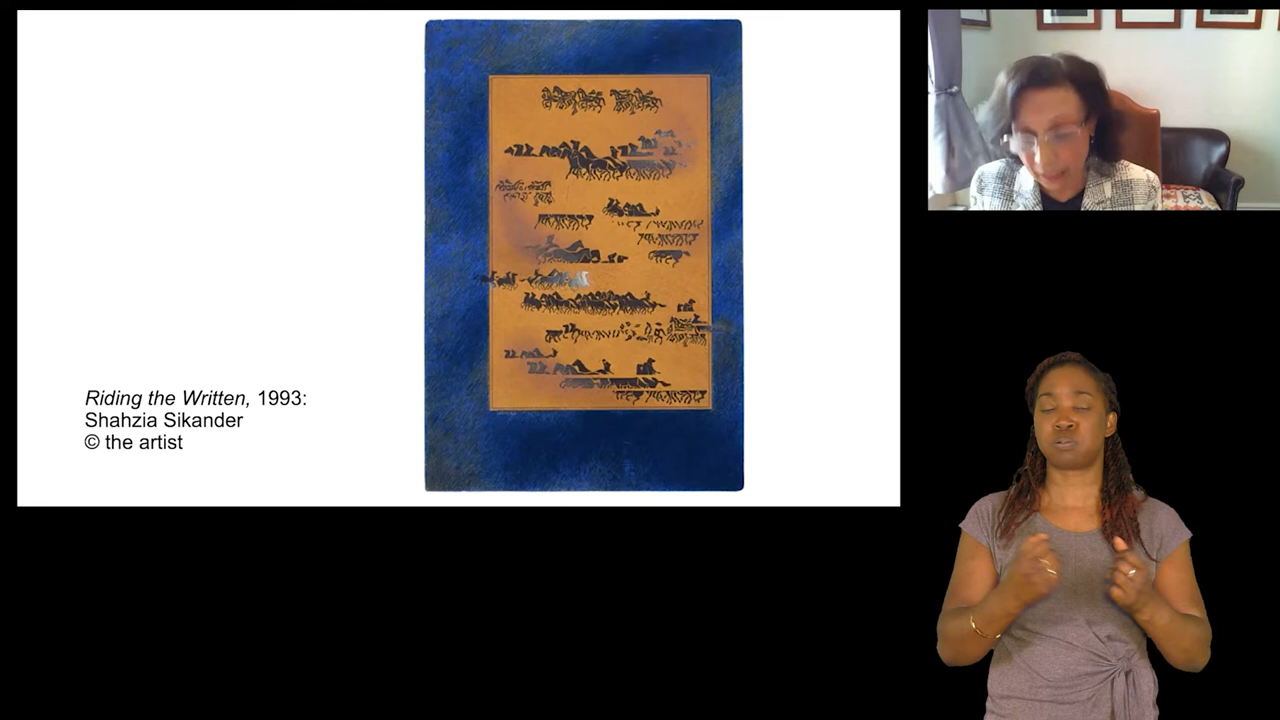 Riding the Written, 1993:
Shahzia Sikander
© the artist